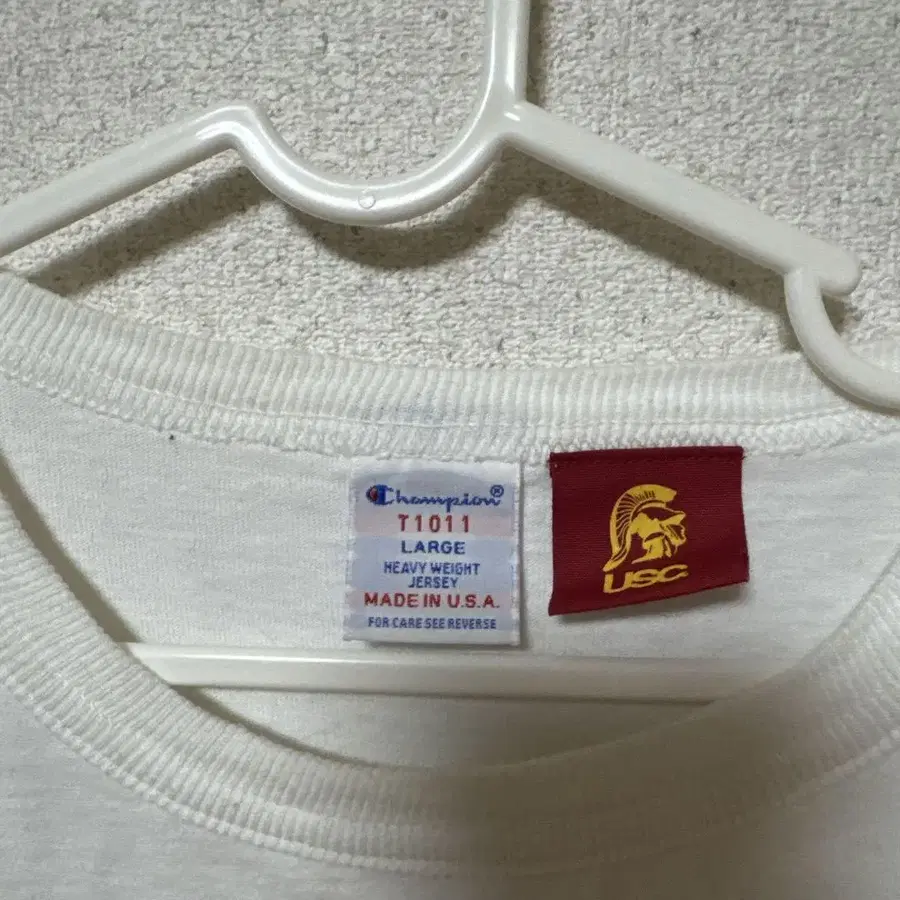 Champion®
T1011
LARGE
HEAVY WEIGHT
JERSEY
MADE IN U.S.A.
FOR CARE SEE REVERSE
USC